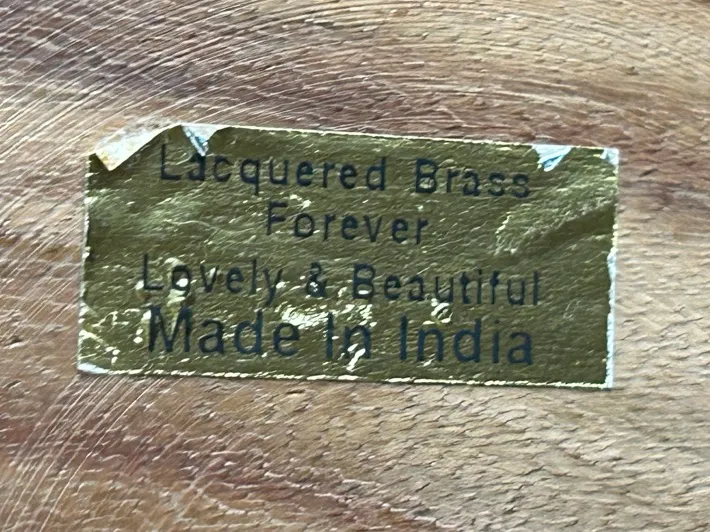 Lacquered Brass
Forever
Lovely & Beautiful
Made In India